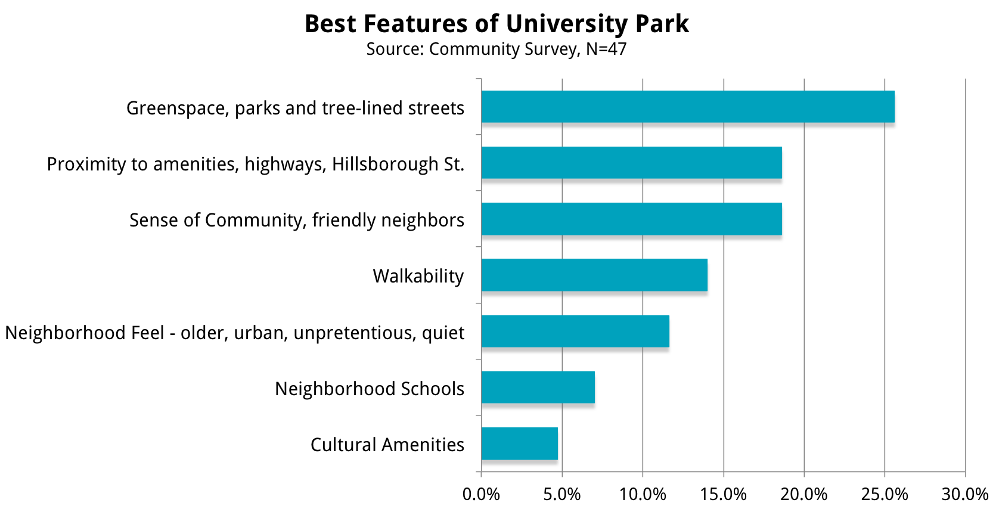 Best Features of University Park
Source: Community Survey, N=47
Greenspace, parks and tree-lined streets
Proximity to amenities, highways, Hillsborough St.
Sense of Community, friendly neighbors
Walkability
Neighborhood Feel - older, urban, unpretentious, quiet
Neighborhood Schools
Cultural Amenities
0.0% 5.0% 10.0% 15.0% 20.0% 25.0% 30.0%